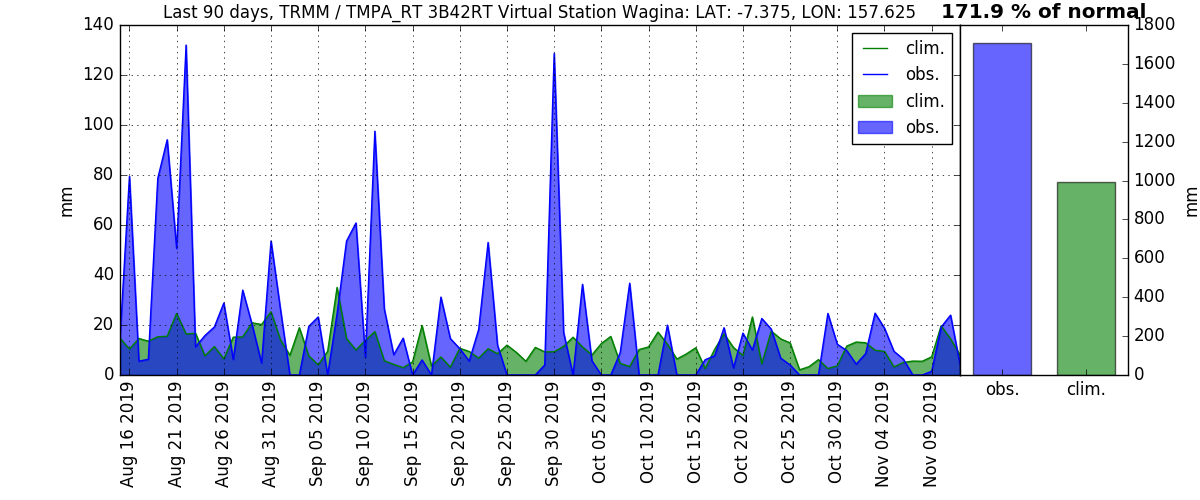 Last 90 days, TRMM / TMPA_RT 3B42RT Virtual Station Wagina: LAT: -7.375, LON: 157.625
171.9 % of normal
140
120
100
80
60
40
20
0
mm
clim.
obs.
clim.
obs.
1800
1600
1400
1200
1000
800
600
400
200
0
mm
Aug 16 2019
Aug 21 2019
Aug 26 2019
Aug 31 2019
Sep 05 2019
Sep 10 2019
Sep 15 2019
Sep 20 2019
Sep 25 2019
Sep 30 2019
Oct 05 2019
Oct 10 2019
Oct 15 2019
Oct 20 2019
Oct 25 2019
Oct 30 2019
Nov 04 2019
Nov 09 2019
obs.
clim.